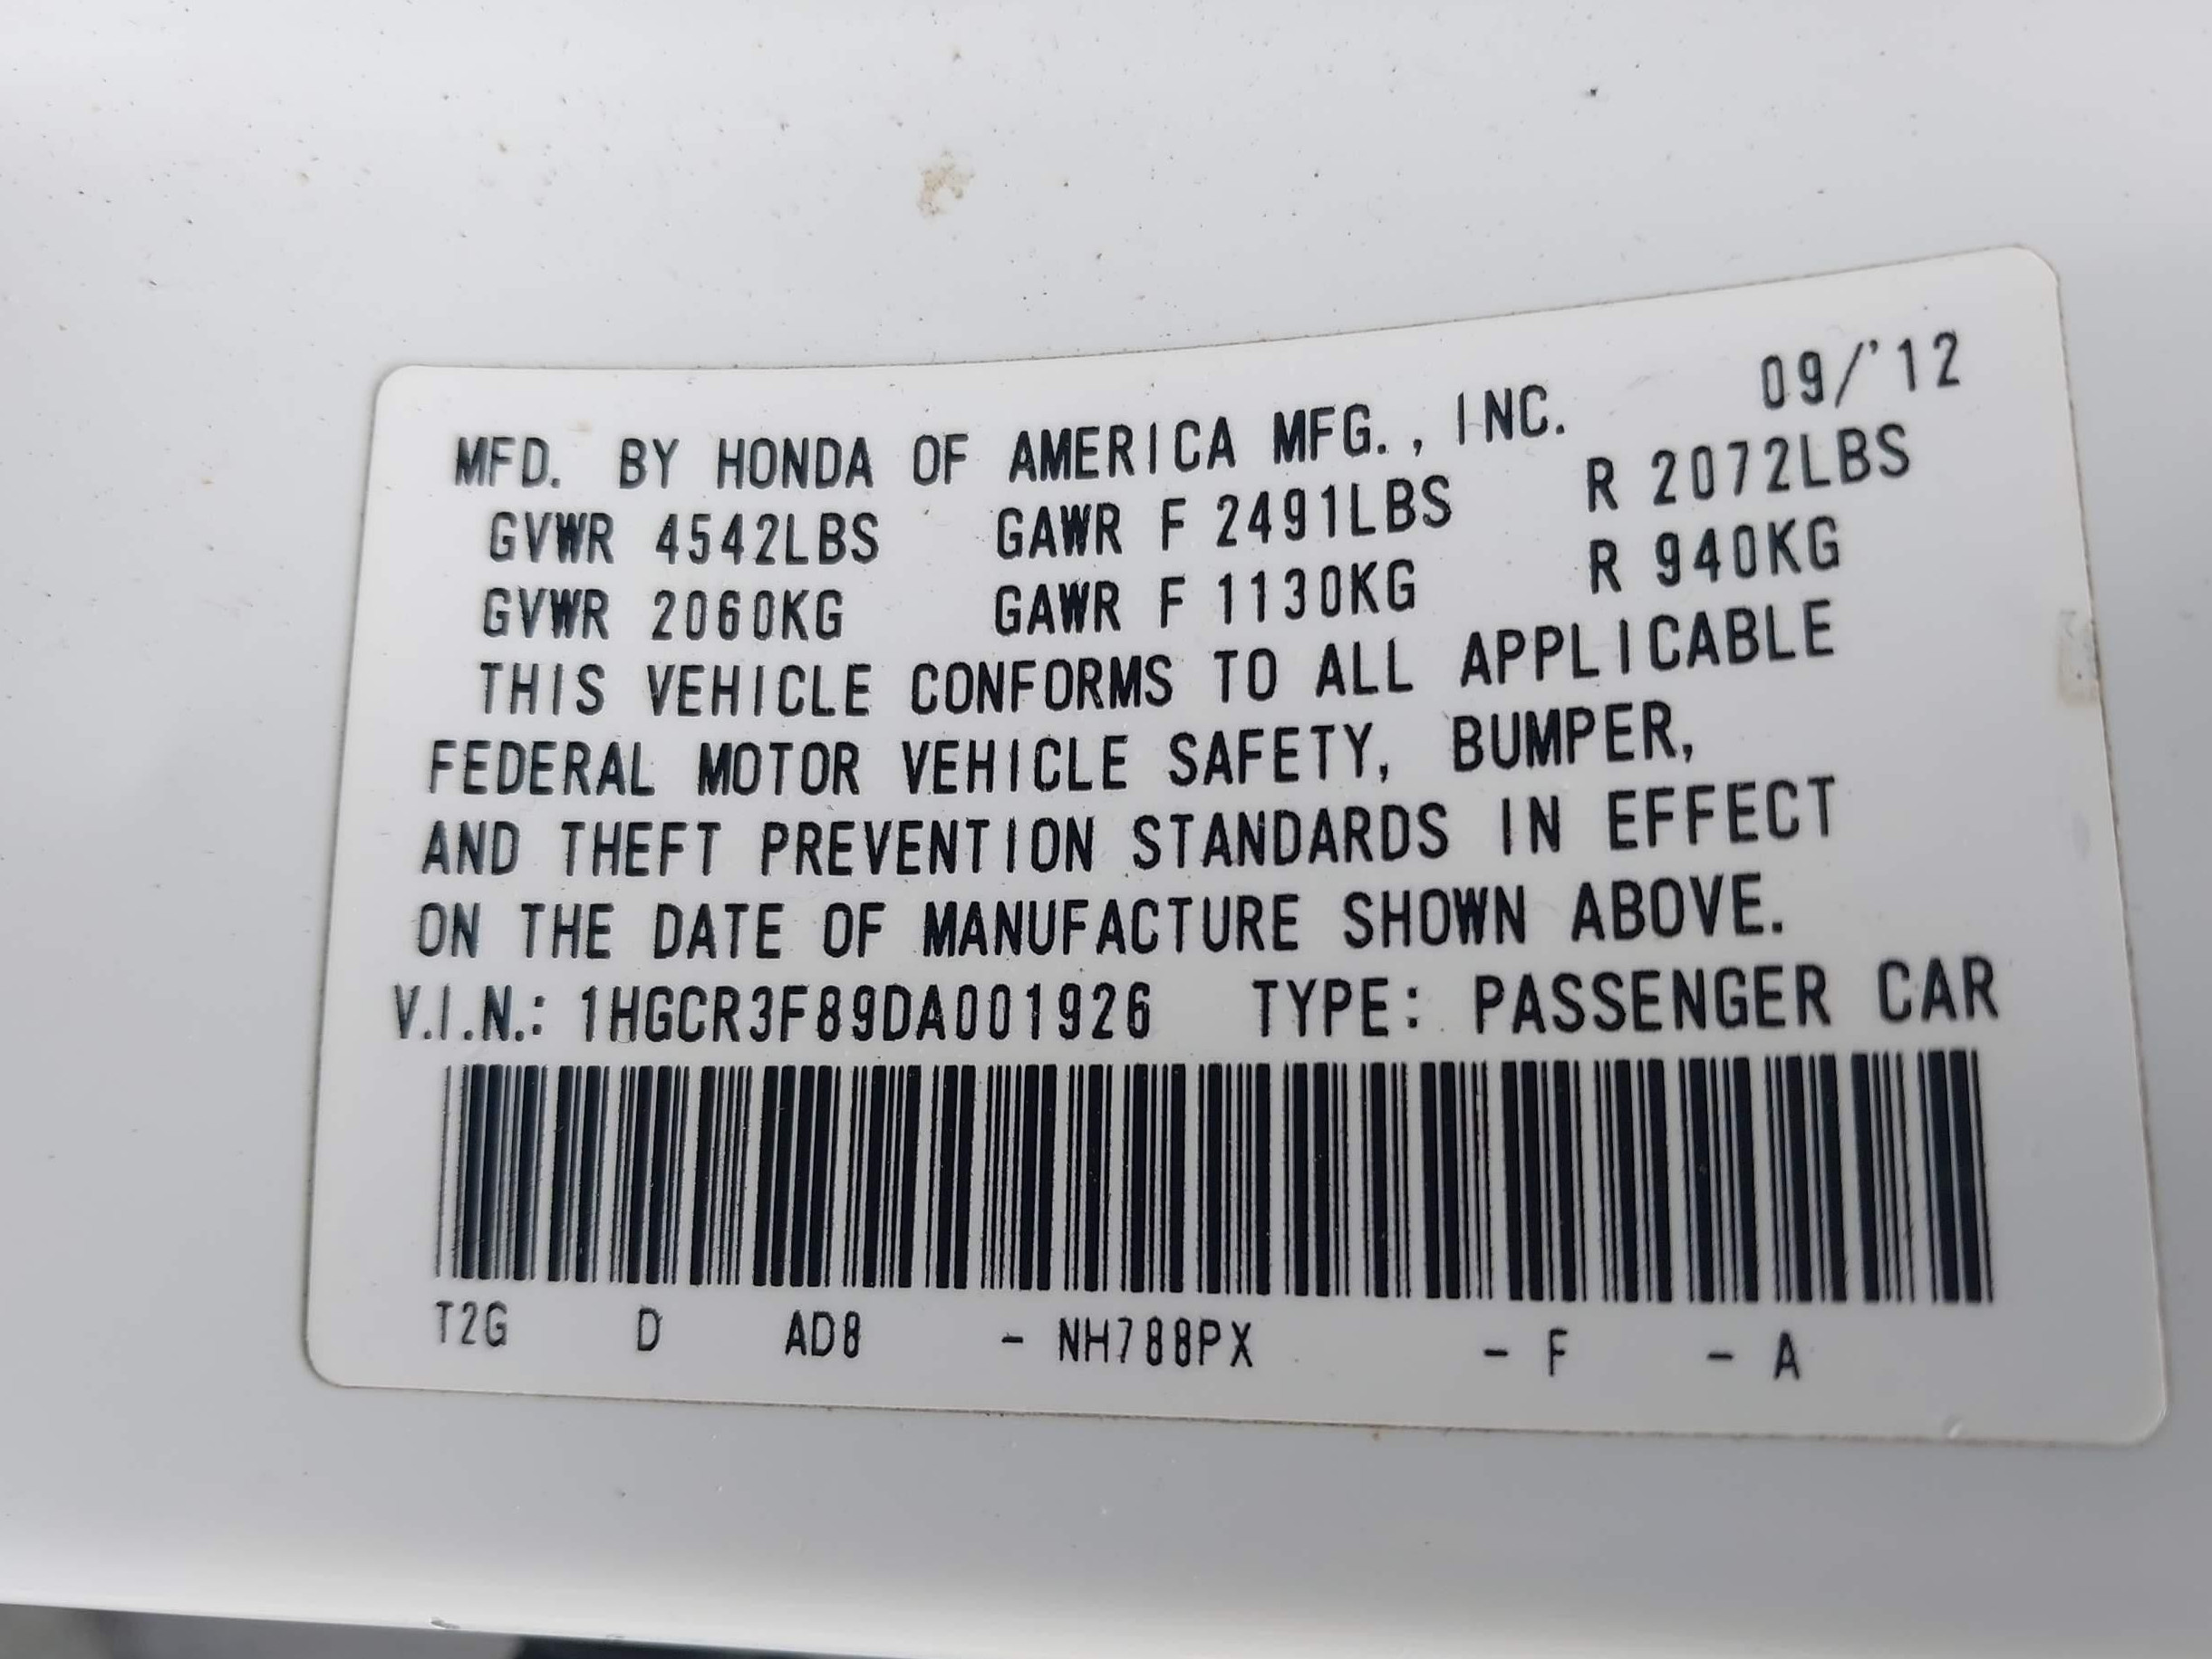 09/'12
MFD. BY HONDA OF AMERICA MFG., INC.
GVWR 4542LBS GAWR F 2491LBS R 2072LBS
GVWR 2060KG GAWR F 1130KG R 940KG
THIS VEHICLE CONFORMS TO ALL APPLICABLE
FEDERAL MOTOR VEHICLE SAFETY, BUMPER,
AND THEFT PREVENTION STANDARDS IN EFFECT
ON THE DATE OF MANUFACTURE SHOWN ABOVE.
V.I.N.: 1HGCR3F89DA001926 TYPE: PASSENGER CAR
T2G D AD8 - NH788PX - F - A